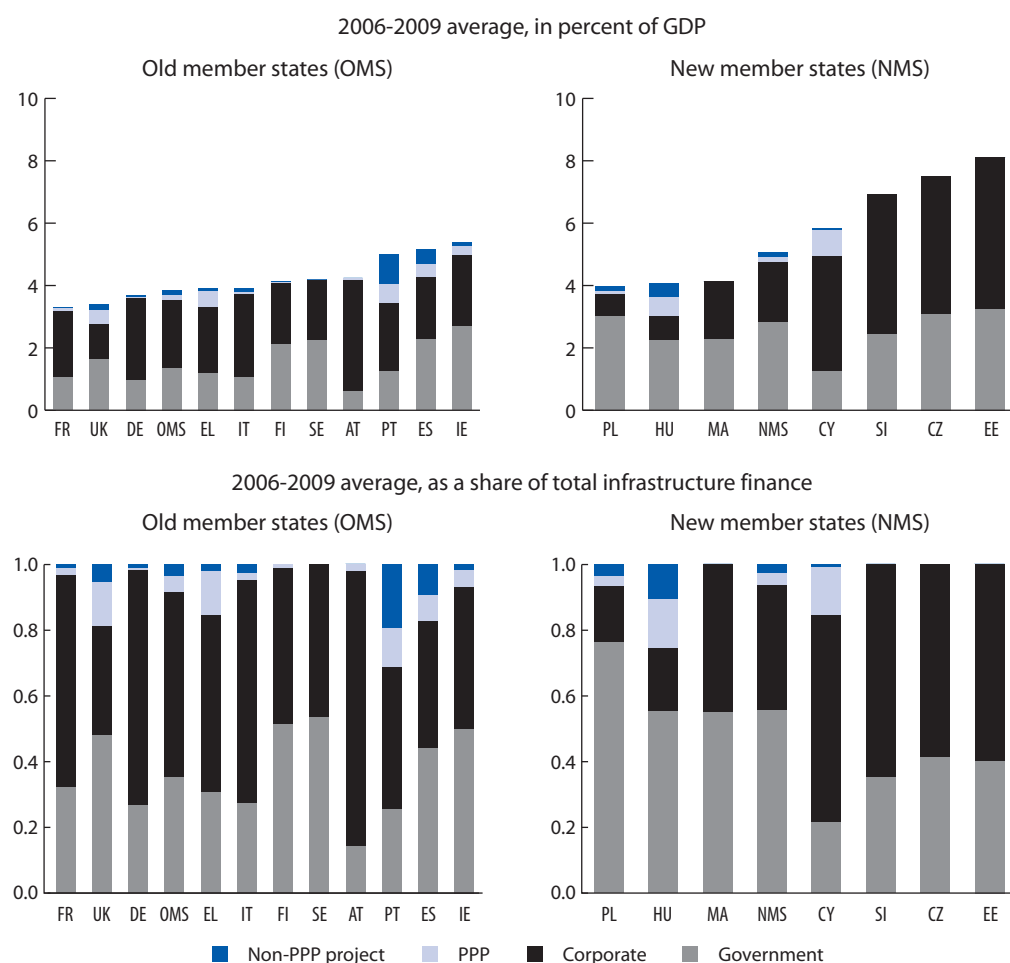 2006-2009 average, in percent of GDP
Old member states (OMS)
New member states (NMS)
10
8
6
4
2
0
FR UK DE OMS EL IT FI SE AT PT ES IE
10
8
6
4
2
0
PL HU MA NMS CY SI CZ EE
2006-2009 average, as a share of total infrastructure finance
Old member states (OMS)
New member states (NMS)
1.0
0.8
0.6
0.4
0.2
0.0
FR UK DE OMS EL IT FI SE AT PT ES IE
1.0
0.8
0.6
0.4
0.2
0.0
PL HU MA NMS CY SI CZ EE
Non-PPP project PPP Corporate Government